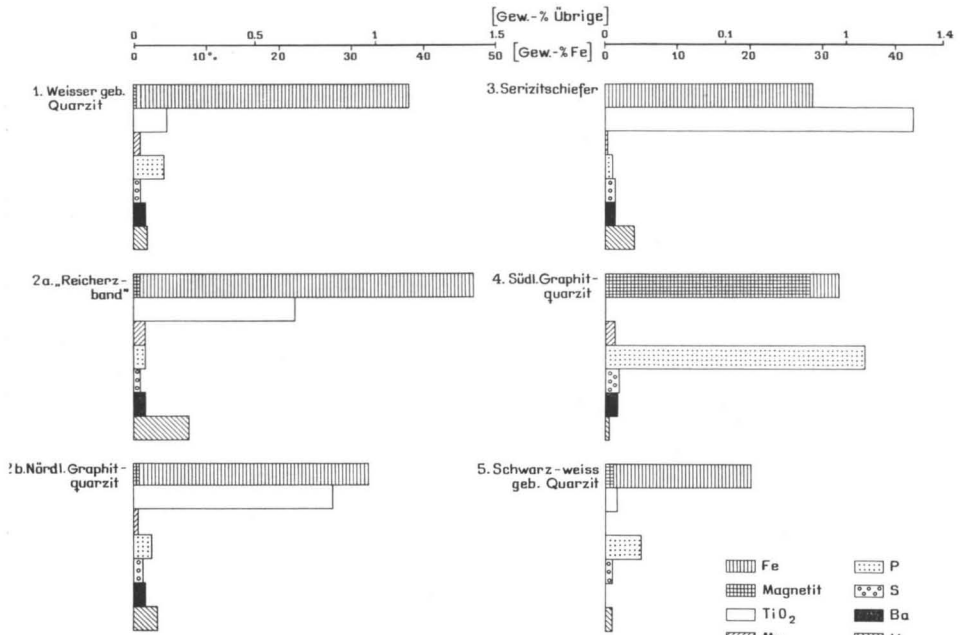 [Gew.-% Übrige]
0 0.5 1 1.5
0 0.1 1 1.4
[Gew.-% Fe]
10 30 40 50
0 10 20 30 40
1. Weisser geb.
Quarzit
3. Serizitschiefer
2a. „Reicherz-
band"
4. Südl. Graphit-
quarzit
2b. Nördl. Graphit-
quarzit
5. Schwarz-weiss
geb. Quarzit
Fe
P
Magnetit
S
TiO2
Ba